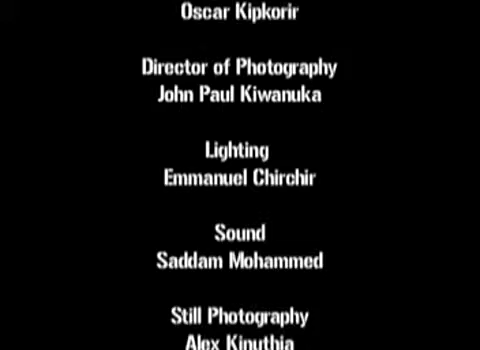 Oscar Kipkorir
Director of Photography
John Paul Kiwanuka
Lighting
Emmanuel Chirchir
Sound
Saddam Mohammed
Still Photography
Alex Kinuthia